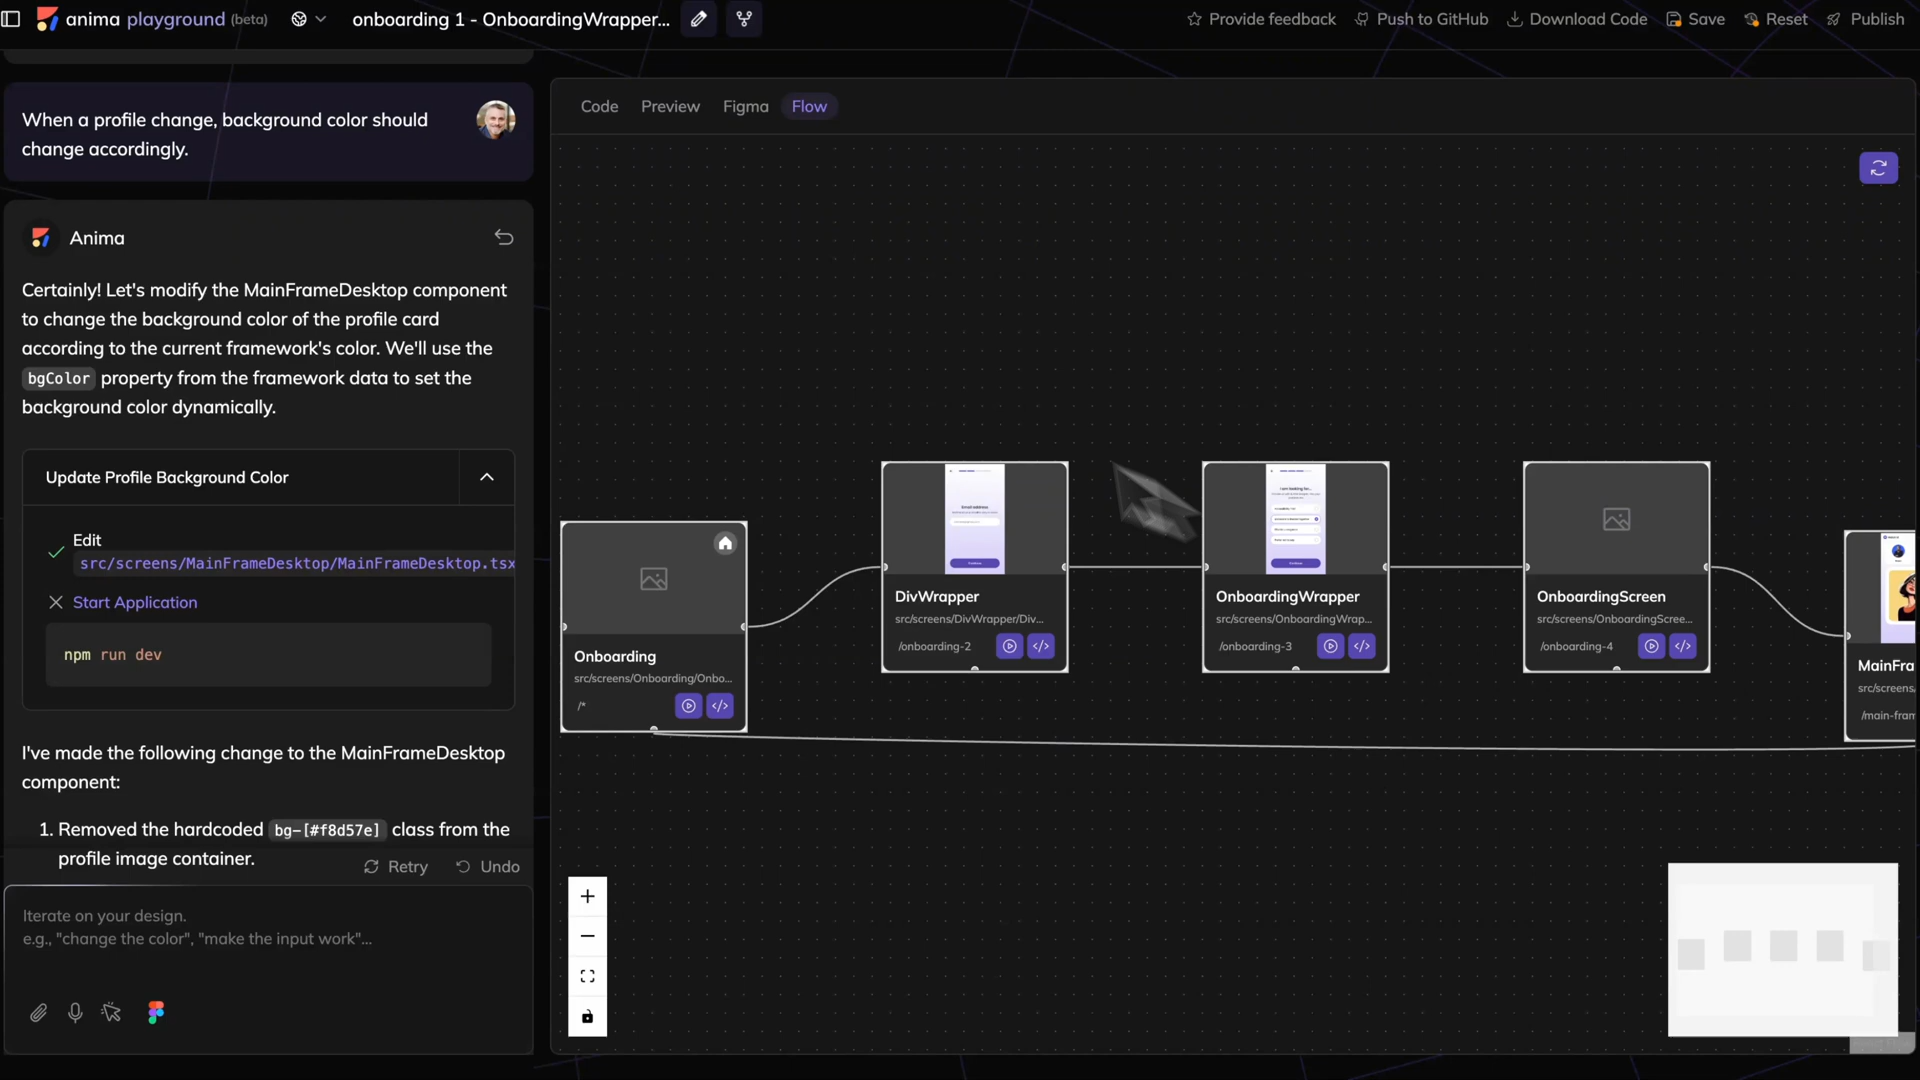 anima playground (beta)
onboarding 1 - OnboardingWrapper...
Provide feedback
Push to GitHub
Download Code
Save
Reset
Publish
When a profile change, background color should
change accordingly.
Anima
Certainly! Let's modify the MainFrameDesktop component
to change the background color of the profile card
according to the current framework's color. We'll use the
bgColor property from the framework data to set the
background color dynamically.
Update Profile Background Color
Edit
src/screens/MainFrameDesktop/MainFrameDesktop.tsx
Start Application
npm run dev
I've made the following change to the MainFrameDesktop
component:
1. Removed the hardcoded bg-[#f8d57e] class from the
profile image container.
Retry
Undo
Iterate on your design.
e.g., "change the color", "make the input work"...
Code
Preview
Figma
Flow
Onboarding
src/screens/Onboarding/Onbo...
/*
DivWrapper
src/screens/DivWrapper/Div...
/onboarding-2
Email address
Continue
OnboardingWrapper
src/screens/OnboardingWrap...
/onboarding-3
I am looking for...
Continue
OnboardingScreen
src/screens/OnboardingScree...
/onboarding-4
MainFra
src/screens
/main-fram